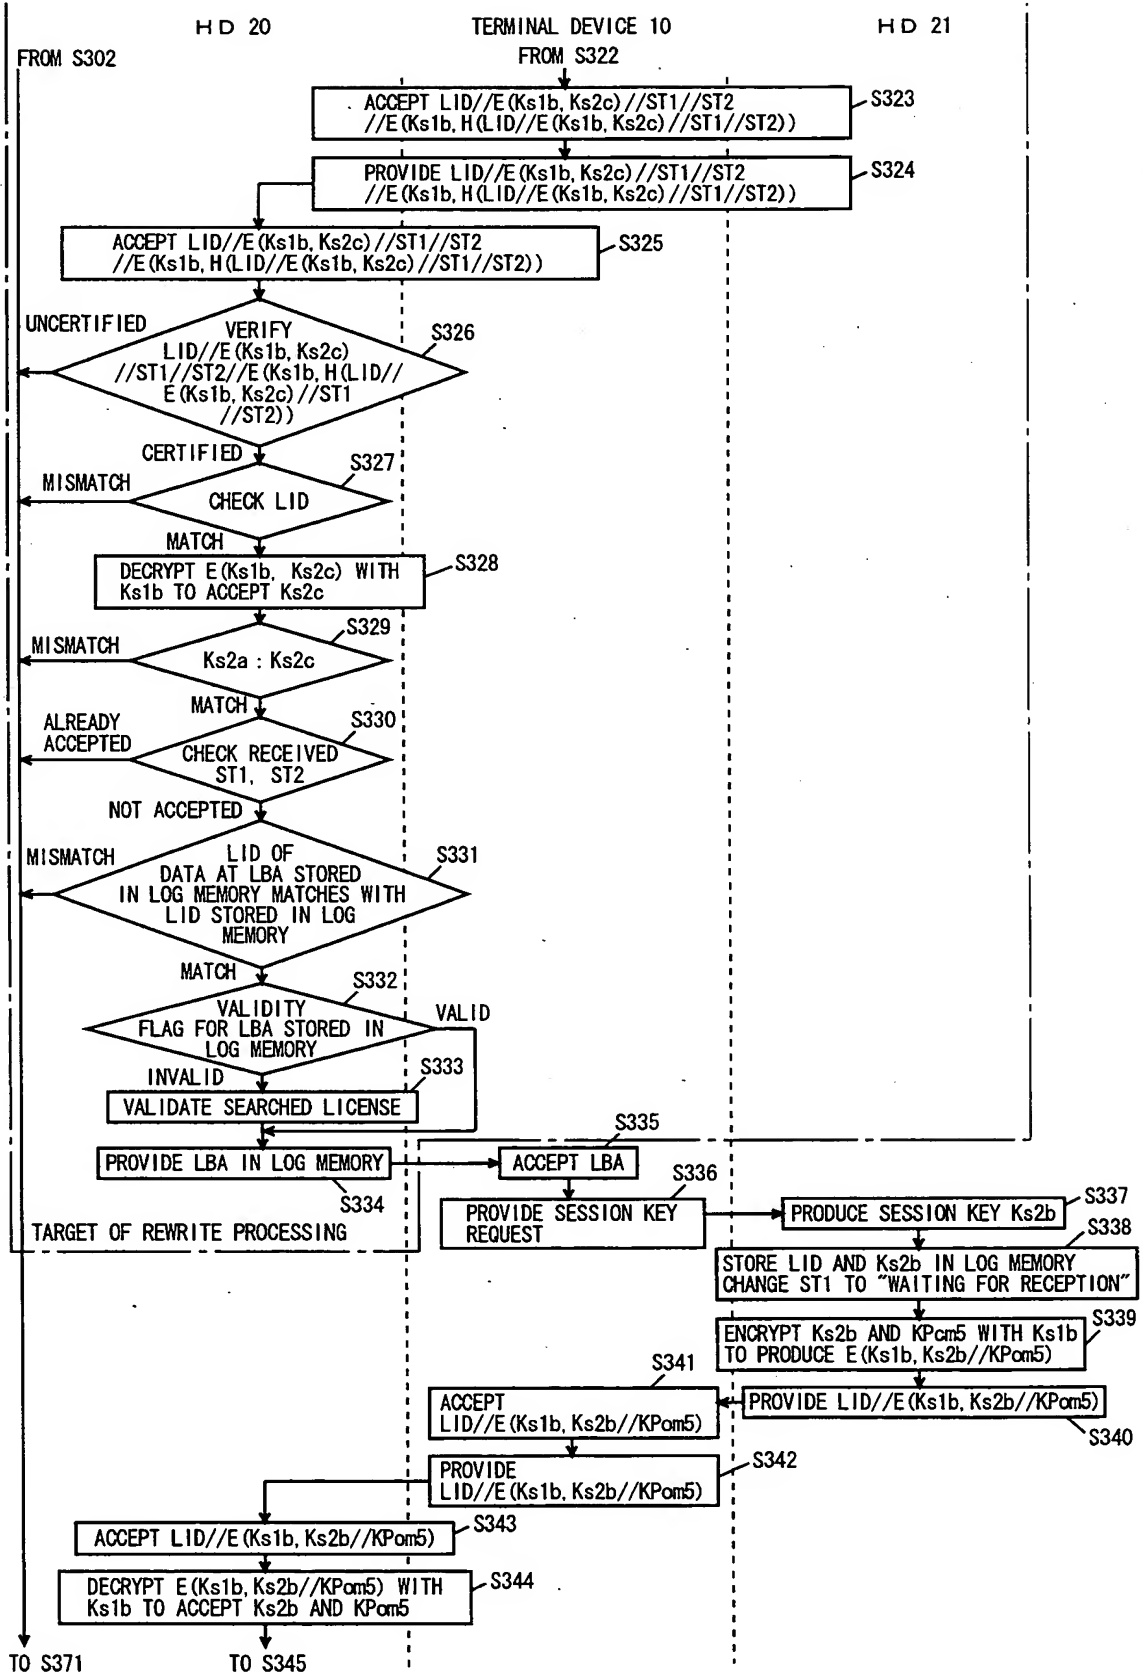 HD 20
TERMINAL DEVICE 10
HD 21
FROM S302
FROM S322
ACCEPT LID//E(Ks1b, Ks2c)//ST1//ST2
//E(Ks1b, H(LID//E(Ks1b, Ks2c)//ST1//ST2))
S323
PROVIDE LID//E(Ks1b, Ks2c)//ST1//ST2
//E(Ks1b, H(LID//E(Ks1b, Ks2c)//ST1//ST2))
S324
ACCEPT LID//E(Ks1b, Ks2c)//ST1//ST2
//E(Ks1b, H(LID//E(Ks1b, Ks2c)//ST1//ST2))
S325
UNCERTIFIED
VERIFY
LID//E(Ks1b, Ks2c)
//ST1//ST2//E(Ks1b, H(LID//
E(Ks1b, Ks2c)//ST1
//ST2))
S326
CERTIFIED
MISMATCH
CHECK LID
S327
MATCH
DECRYPT E(Ks1b, Ks2c) WITH
Ks1b TO ACCEPT Ks2c
S328
MISMATCH
Ks2a : Ks2c
S329
MATCH
ALREADY
ACCEPTED
CHECK RECEIVED
ST1, ST2
S330
NOT ACCEPTED
MISMATCH
LID OF
DATA AT LBA STORED
IN LOG MEMORY MATCHES WITH
LID STORED IN LOG
MEMORY
S331
MATCH
VALIDITY
FLAG FOR LBA STORED IN
LOG MEMORY
S332
VALID
INVALID
VALIDATE SEARCHED LICENSE
S333
PROVIDE LBA IN LOG MEMORY
S334
ACCEPT LBA
S335
PROVIDE SESSION KEY
REQUEST
S336
PRODUCE SESSION KEY Ks2b
S337
TARGET OF REWRITE PROCESSING
STORE LID AND Ks2b IN LOG MEMORY
CHANGE ST1 TO "WAITING FOR RECEPTION"
S338
ENCRYPT Ks2b AND KPcm5 WITH Ks1b
TO PRODUCE E(Ks1b, Ks2b//KPom5)
S339
PROVIDE LID//E(Ks1b, Ks2b//KPom5)
S340
ACCEPT
LID//E(Ks1b, Ks2b//KPom5)
S341
PROVIDE
LID//E(Ks1b, Ks2b//KPom5)
S342
ACCEPT LID//E(Ks1b, Ks2b//KPom5)
S343
DECRYPT E(Ks1b, Ks2b//KPom5) WITH
Ks1b TO ACCEPT Ks2b AND KPom5
S344
TO S371
TO S345